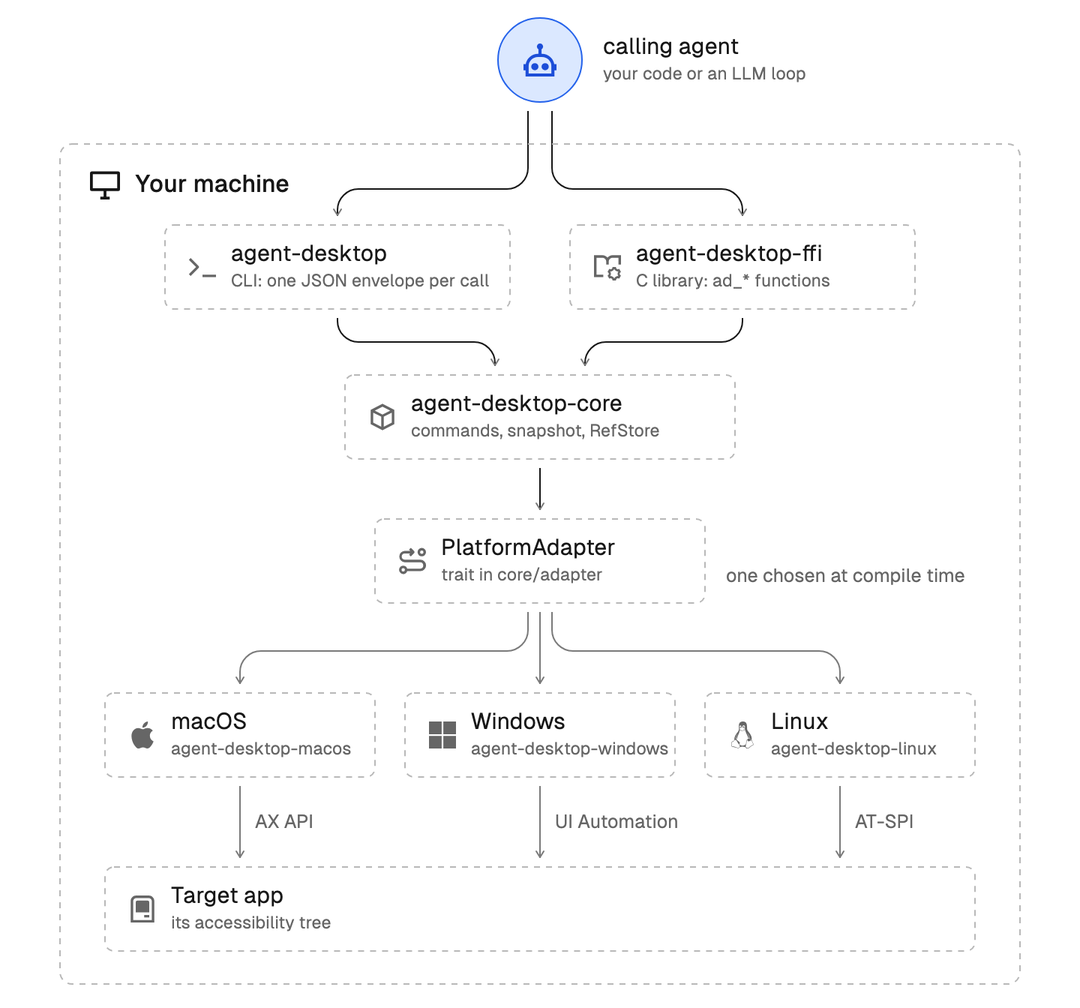 calling agent
your code or an LLM loop
Your machine
agent-desktop
CLI: one JSON envelope per call
agent-desktop-ffi
C library: ad_* functions
agent-desktop-core
commands, snapshot, RefStore
PlatformAdapter
trait in core/adapter
one chosen at compile time
macOS
agent-desktop-macos
Windows
agent-desktop-windows
Linux
agent-desktop-linux
AX API
UI Automation
AT-SPI
Target app
its accessibility tree